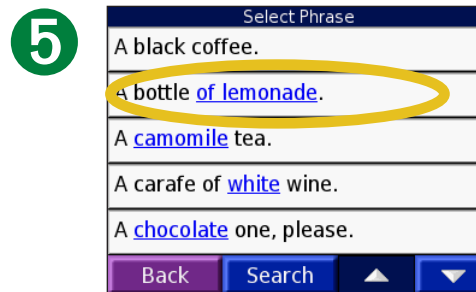 5
Select Phrase
A black coffee.
A bottle of lemonade.
A camomile tea.
A carafe of white wine.
A chocolate one, please.
Back Search